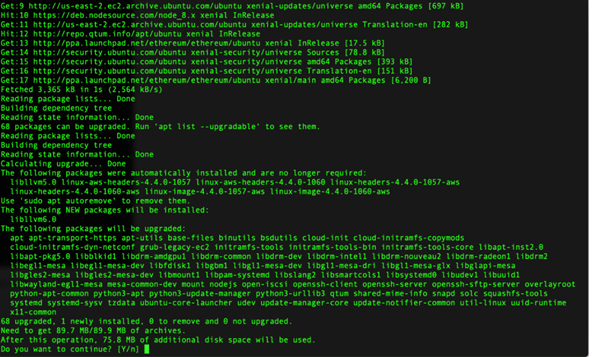 Get:9 http://us-east-2.ec2.archive.ubuntu.com/ubuntu xenial-updates/universe amd64 Packages [697 kB]
Hit:10 https://deb.nodesource.com/node_8.x xenial InRelease
Get:11 http://us-east-2.ec2.archive.ubuntu.com/ubuntu xenial-updates/universe Translation-en [282 kB]
Hit:12 http://repo.qtum.info/apt/ubuntu xenial InRelease
Get:13 http://ppa.launchpad.net/ethereum/ethereum/ubuntu xenial InRelease [17.5 kB]
Get:14 http://security.ubuntu.com/ubuntu xenial-security/universe Sources [78.8 kB]
Get:15 http://security.ubuntu.com/ubuntu xenial-security/universe amd64 Packages [393 kB]
Get:16 http://security.ubuntu.com/ubuntu xenial-security/universe Translation-en [151 kB]
Get:17 http://ppa.launchpad.net/ethereum/ethereum/ubuntu xenial/main amd64 Packages [6,200 B]
Fetched 3,365 kB in 1s (2,564 kB/s)
Reading package lists... Done
Building dependency tree
Reading state information... Done
68 packages can be upgraded. Run 'apt list --upgradable' to see them.
Reading package lists... Done
Building dependency tree
Reading state information... Done
Calculating upgrade... Done
The following packages were automatically installed and are no longer required:
libllvm5.0 linux-aws-headers-4.4.0-1057 linux-aws-headers-4.4.0-1060 linux-headers-4.4.0-1057-aws
linux-headers-4.4.0-1060-aws linux-image-4.4.0-1057-aws linux-image-4.4.0-1060-aws
Use 'sudo apt autoremove' to remove them.
The following NEW packages will be installed:
libllvm6.0
The following packages will be upgraded:
apt apt-transport-https apt-utils base-files binutils bsdutils cloud-init cloud-initramfs-copymods
cloud-initramfs-dyn-netconf grub-legacy-ec2 initramfs-tools initramfs-tools-bin initramfs-tools-core libapt-inst2.0
libapt-pkg5.0 libblkid1 libdrm-amdgpu1 libdrm-common libdrm-dev libdrm-intel1 libdrm-nouveau2 libdrm-radeon1 libdrm2
libegl1-mesa libegl1-mesa-dev libfdisk1 libgbm1 libgl1-mesa-dev libgl1-mesa-dri libgl1-mesa-glx libglapi-mesa
libgles2-mesa libgles2-mesa-dev libmount1 libpam-systemd libslang2 libsmartcols1 libsystemd0 libudev1 libuuid1
libwayland-egl1-mesa mesa-common-dev mount nodejs open-iscsi openssh-client openssh-server openssh-sftp-server overlayroot
python-apt-common python3-apt python3-update-manager python3-urllib3 qtum shared-mime-info snapd solc squashfs-tools
systemd systemd-sysv tzdata ubuntu-core-launcher udev update-manager-core update-notifier-common util-linux uuid-runtime
x11-common
68 upgraded, 1 newly installed, 0 to remove and 0 not upgraded.
Need to get 89.7 MB/89.9 MB of archives.
After this operation, 75.8 MB of additional disk space will be used.
Do you want to continue? [Y/n]